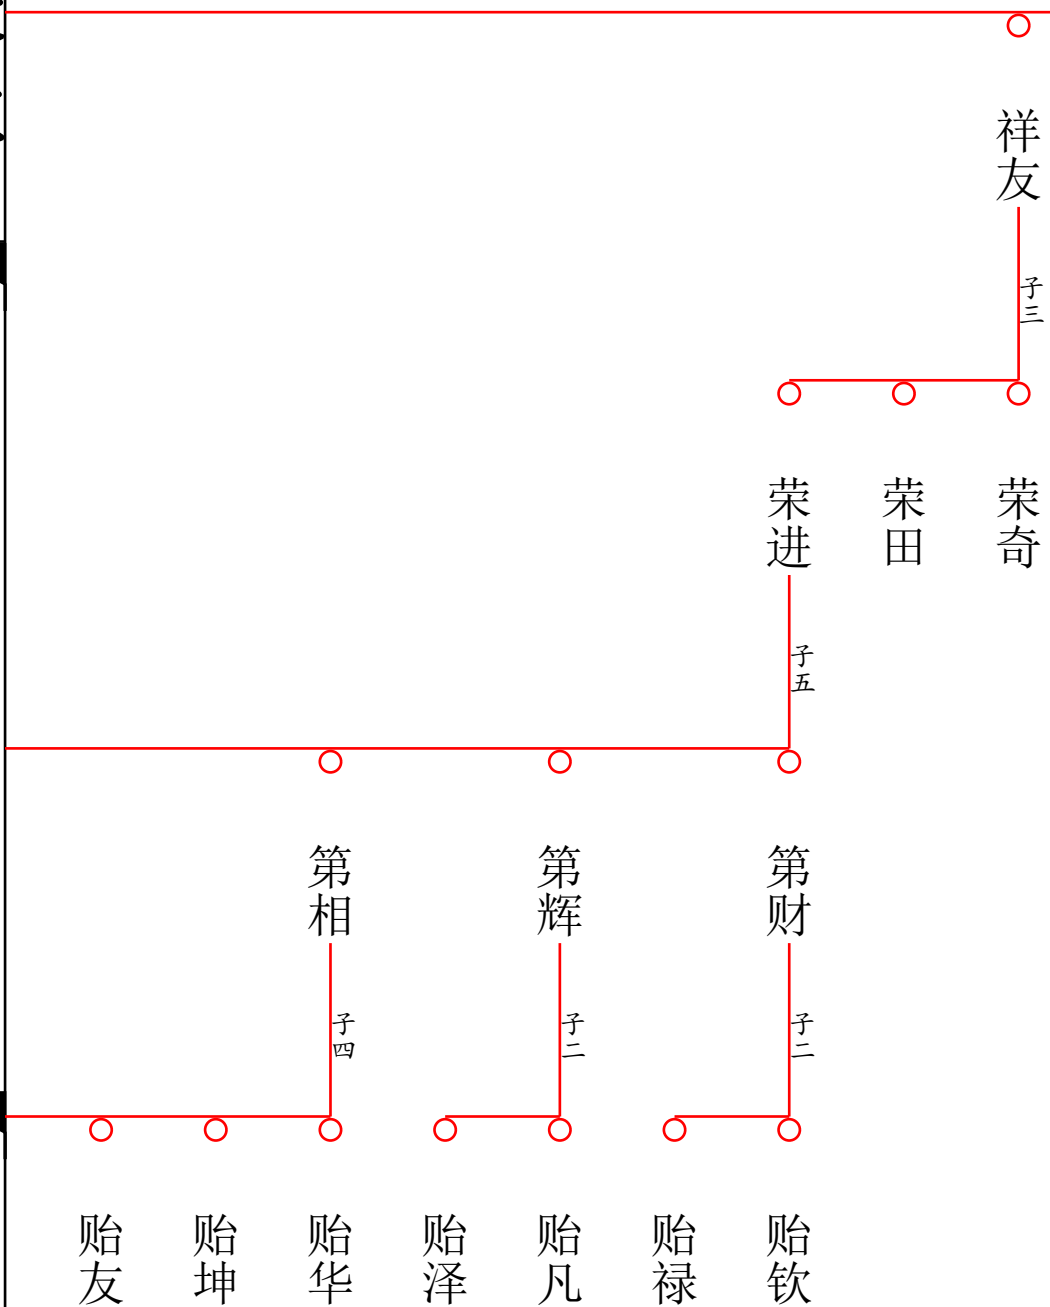 祥友
子三
荣奇
荣田
荣进
子五
第财
第辉
第相
子二
子二
子四
贻钦
贻禄
贻凡
贻泽
贻华
贻坤
贻友